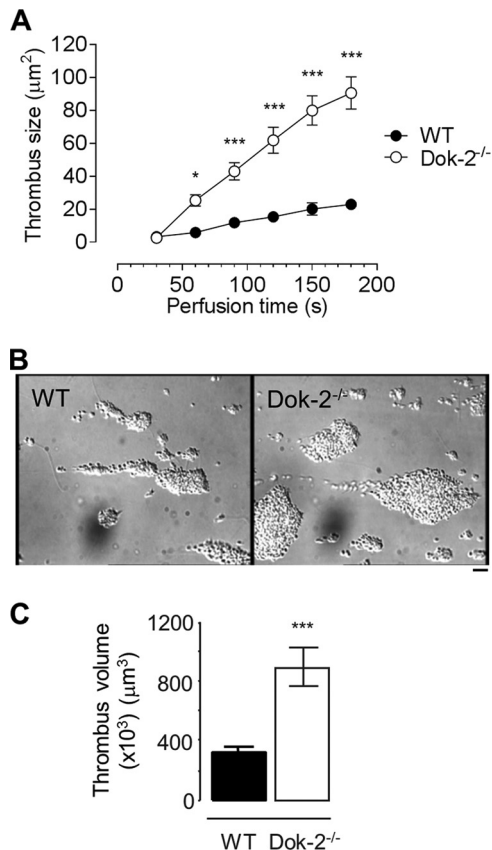 A
Thrombus size (μm²)
120
100
80
60
40
20
0
*
***
***
***
***
WT
Dok-2⁻/⁻
0 50 100 150 200
Perfusion time (s)
B
WT
Dok-2⁻/⁻
C
Thrombus volume
(x10³) (μm³)
1200
800
400
0
***
WT Dok-2⁻/⁻